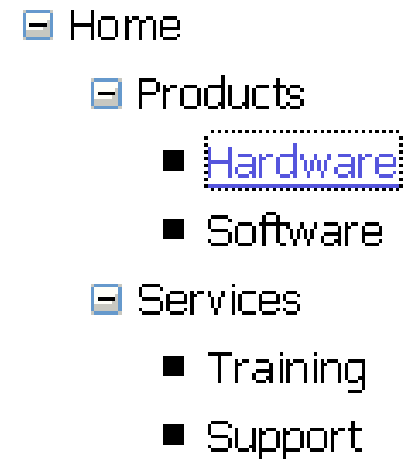 Home
Products
Hardware
Software
Services
Training
Support